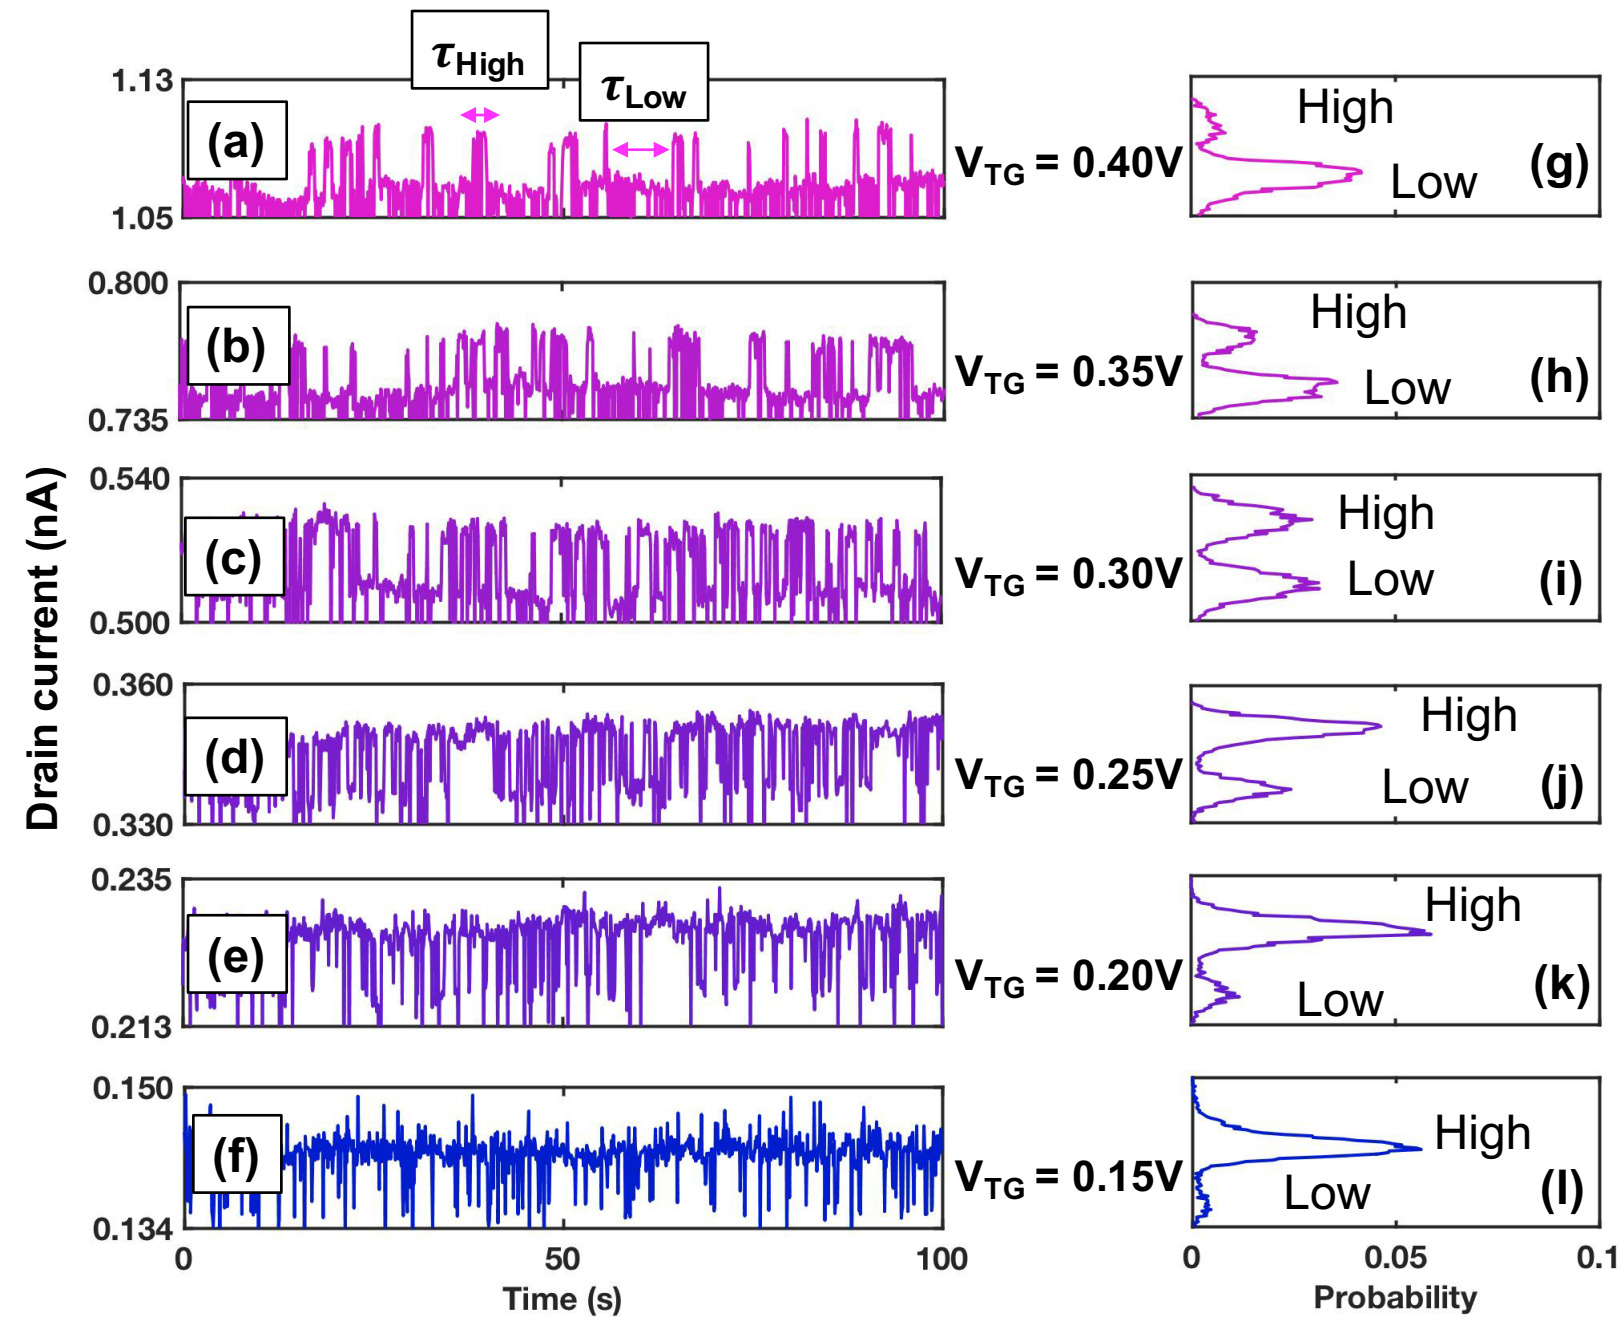 τHigh
τLow
1.13
(a)
1.05
VTG = 0.40V
High
Low
(g)
0.800
(b)
0.735
VTG = 0.35V
High
Low
(h)
0.540
(c)
0.500
VTG = 0.30V
High
Low
(i)
0.360
(d)
0.330
VTG = 0.25V
High
Low
(j)
0.235
(e)
0.213
VTG = 0.20V
High
Low
(k)
0.150
(f)
0.134
VTG = 0.15V
High
Low
(l)
0
50
100
0
0.05
0.1
Time (s)
Probability
Drain current (nA)